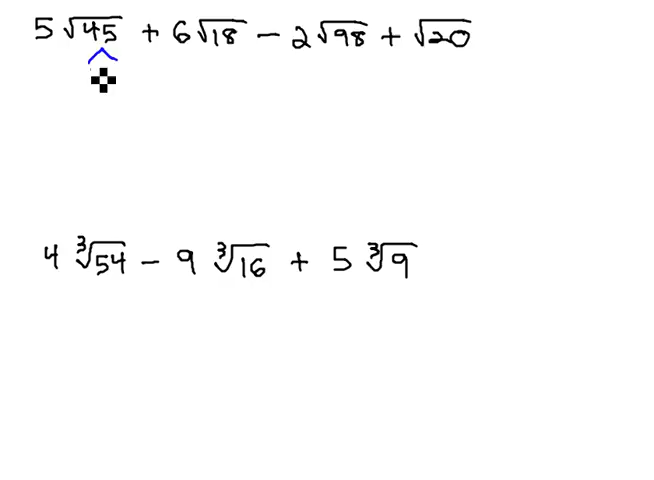 5√45 + 6√18 − 2√98 + √20
4 ∛54 − 9 ∛16 + 5 ∛9